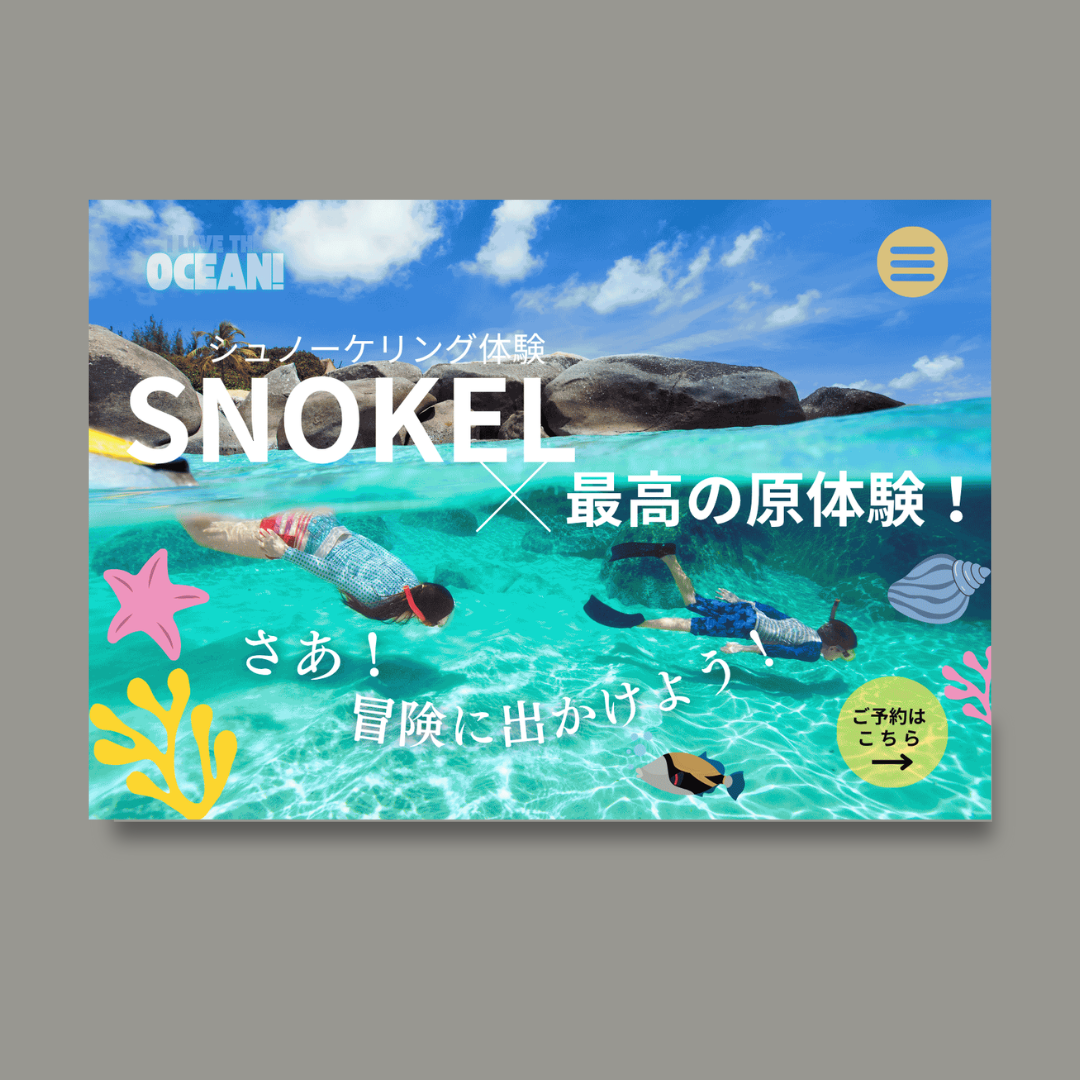 I LOVE THE
OCEAN!
シュノーケリング体験
SNOKEL
×最高の原体験！
さあ！
冒険に出かけよう！
ご予約は
こちら
→